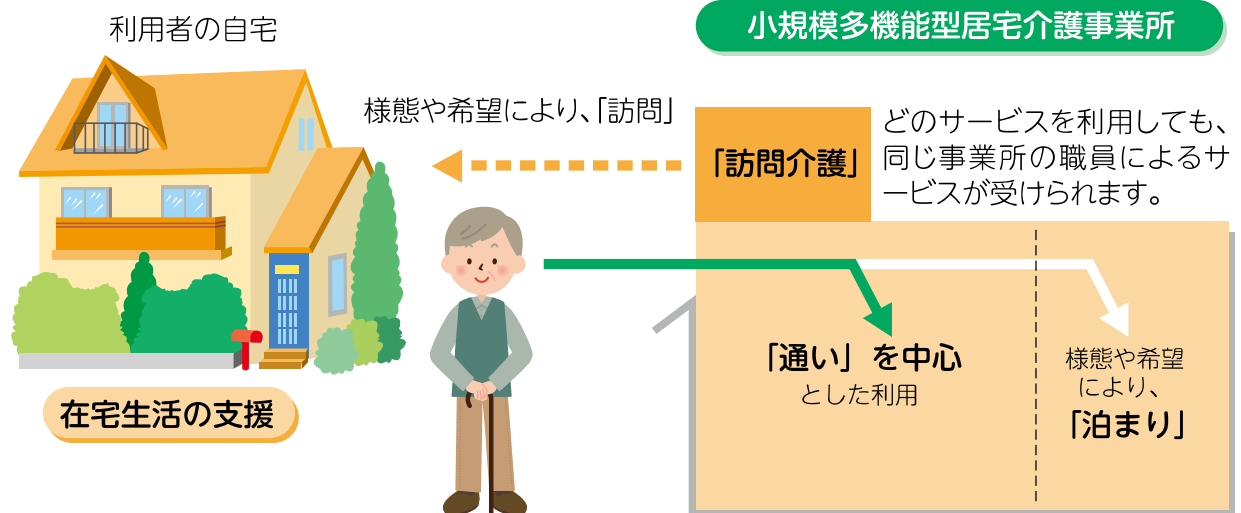 利用者の自宅
小規模多機能型居宅介護事業所
様態や希望により、「訪問」
「訪問介護」
どのサービスを利用しても、
同じ事業所の職員によるサ
ービスが受けられます。
「通い」を中心
とした利用
様態や希望
により、
「泊まり」
在宅生活の支援